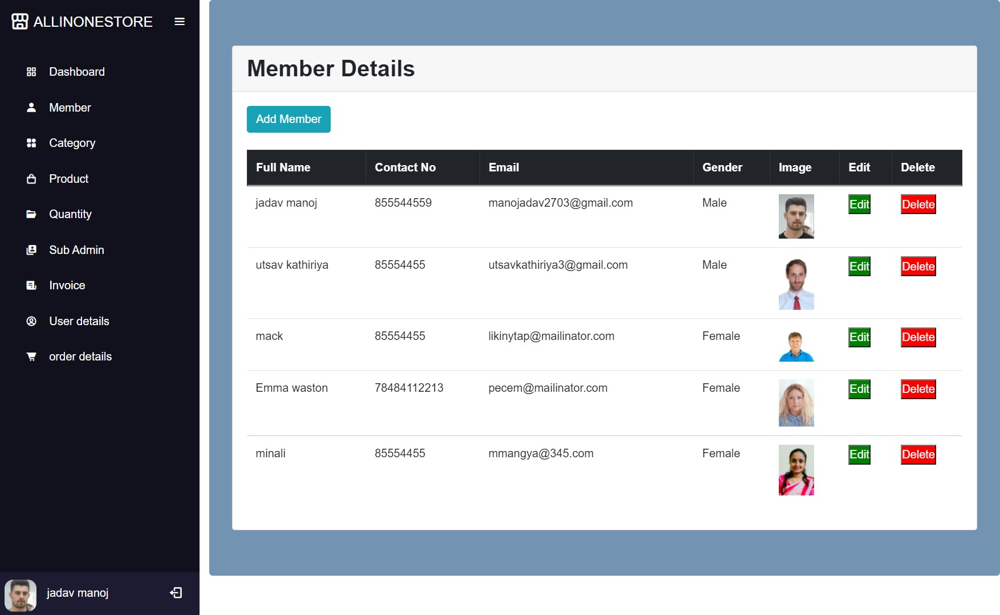 ALLINONESTORE
Dashboard
Member
Category
Product
Quantity
Sub Admin
Invoice
User details
order details
jadav manoj
Member Details
Add Member
Full Name Contact No Email Gender Image Edit Delete
jadav manoj 855544559 manojadav2703@gmail.com Male Edit Delete
utsav kathiriya 85554455 utsavkathiriya3@gmail.com Male Edit Delete
mack 85554455 likinytap@mailinator.com Female Edit Delete
Emma waston 78484112213 pecem@mailinator.com Female Edit Delete
minali 85554455 mmangya@345.com Female Edit Delete